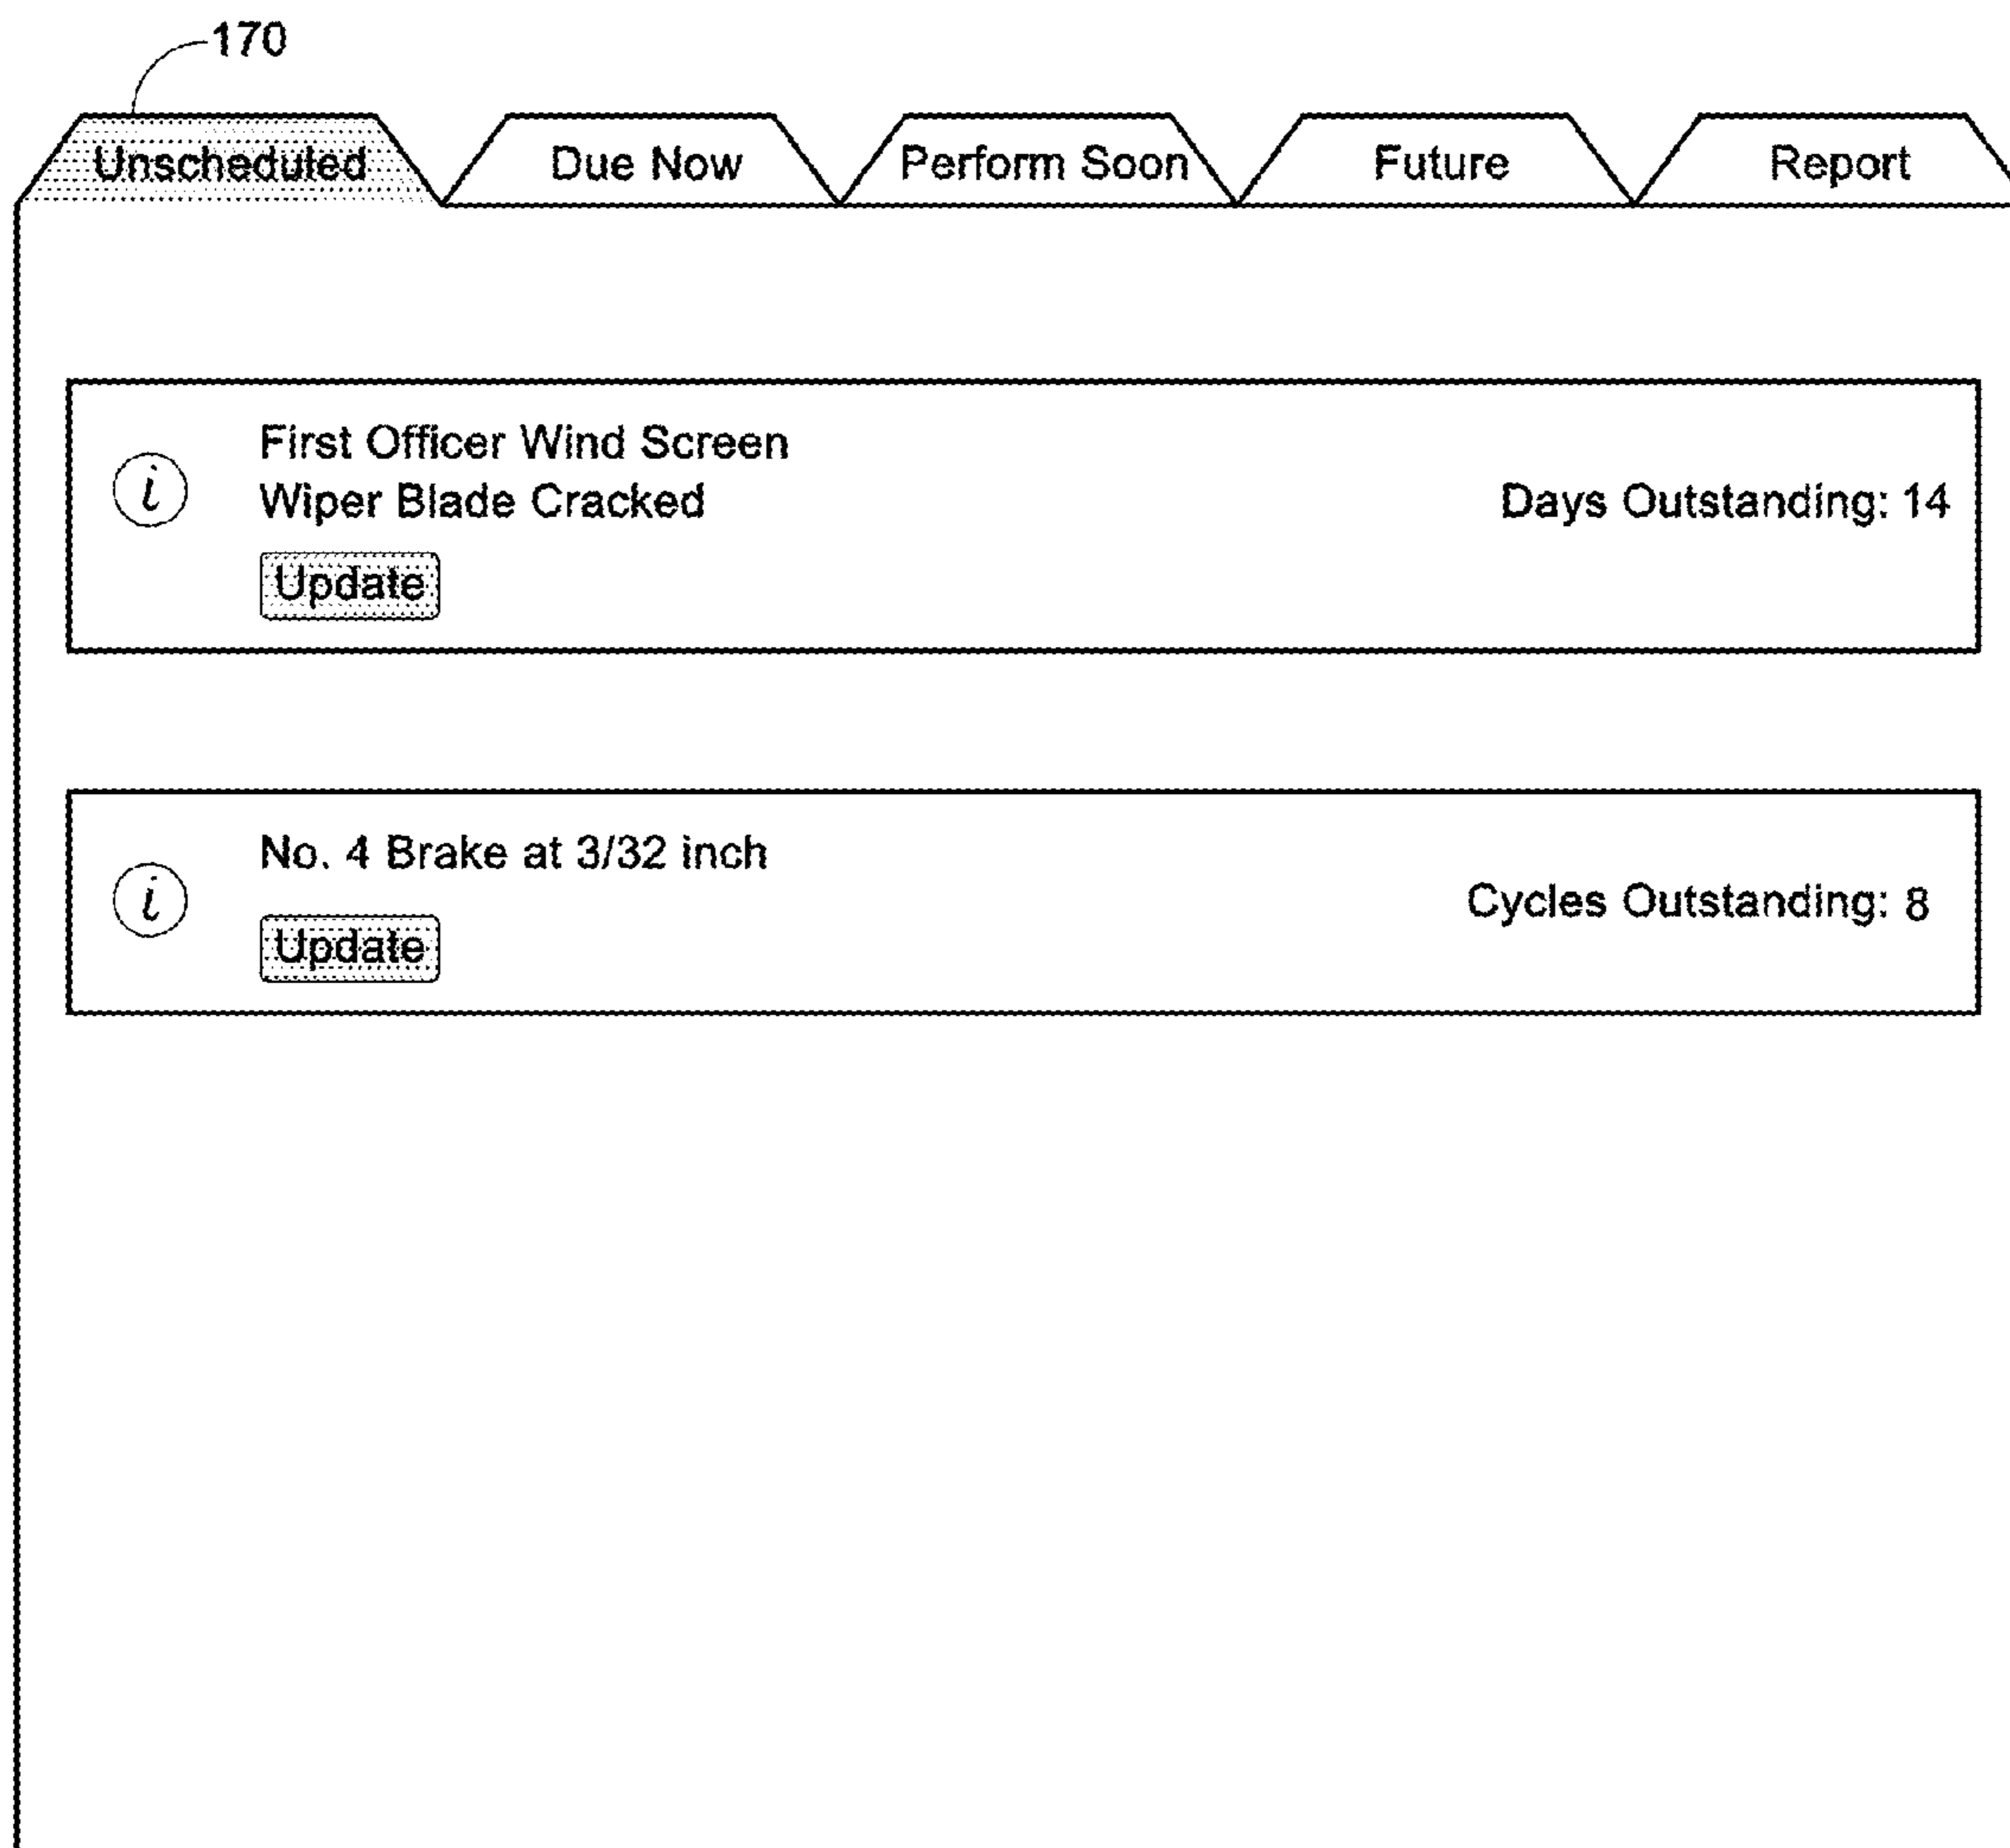 170
Unscheduled Due Now Perform Soon Future Report
First Officer Wind Screen
Wiper Blade Cracked
Days Outstanding: 14
Update
No. 4 Brake at 3/32 inch
Cycles Outstanding: 8
Update
i
i